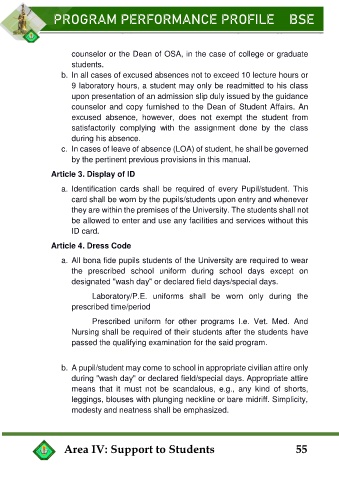 PROGRAM PERFORMANCE PROFILE BSE
counselor or the Dean of OSA, in the case of college or graduate
students.
b. In all cases of excused absences not to exceed 10 lecture hours or
9 laboratory hours, a student may only be readmitted to his class
upon presentation of an admission slip duly issued by the guidance
counselor and copy furnished to the Dean of Student Affairs. An
excused absence, however, does not exempt the student from
satisfactorily complying with the assignment done by the class
during his absence.
c. In cases of leave of absence (LOA) of student, he shall be governed
by the pertinent previous provisions in this manual.
Article 3. Display of ID
a. Identification cards shall be required of every Pupil/student. This
card shall be worn by the pupils/students upon entry and whenever
they are within the premises of the University. The students shall not
be allowed to enter and use any facilities and services without this
ID card.
Article 4. Dress Code
a. All bona fide pupils students of the University are required to wear
the prescribed school uniform during school days except on
designated "wash day" or declared field days/special days.
Laboratory/P.E. uniforms shall be worn only during the
prescribed time/period
Prescribed uniform for other programs I.e. Vet. Med. And
Nursing shall be required of their students after the students have
passed the qualifying examination for the said program.
b. A pupil/student may come to school in appropriate civilian attire only
during "wash day" or declared field/special days. Appropriate attire
means that it must not be scandalous, e.g., any kind of shorts,
leggings, blouses with plunging neckline or bare midriff. Simplicity,
modesty and neatness shall be emphasized.
Area IV: Support to Students 55